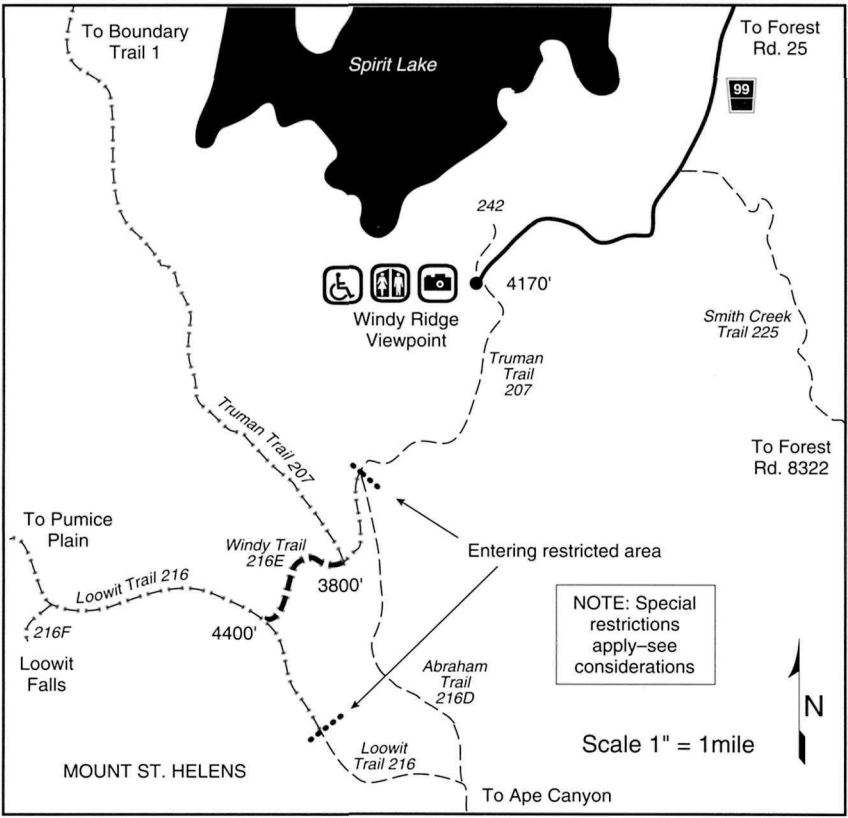 To Boundary
Trail 1
Spirit Lake
To Forest
Rd. 25
99
242
4170'
Windy Ridge
Viewpoint
Smith Creek
Trail 225
Truman
Trail
207
Truman Trail 207
To Forest
Rd. 8322
To Pumice
Plain
Windy Trail
216E
Entering restricted area
3800'
Loowit Trail 216
NOTE: Special
restrictions
apply–see
considerations
216F
4400'
Loowit
Falls
Abraham
Trail
216D
N
Scale 1" = 1mile
Loowit
Trail 216
MOUNT ST. HELENS
To Ape Canyon